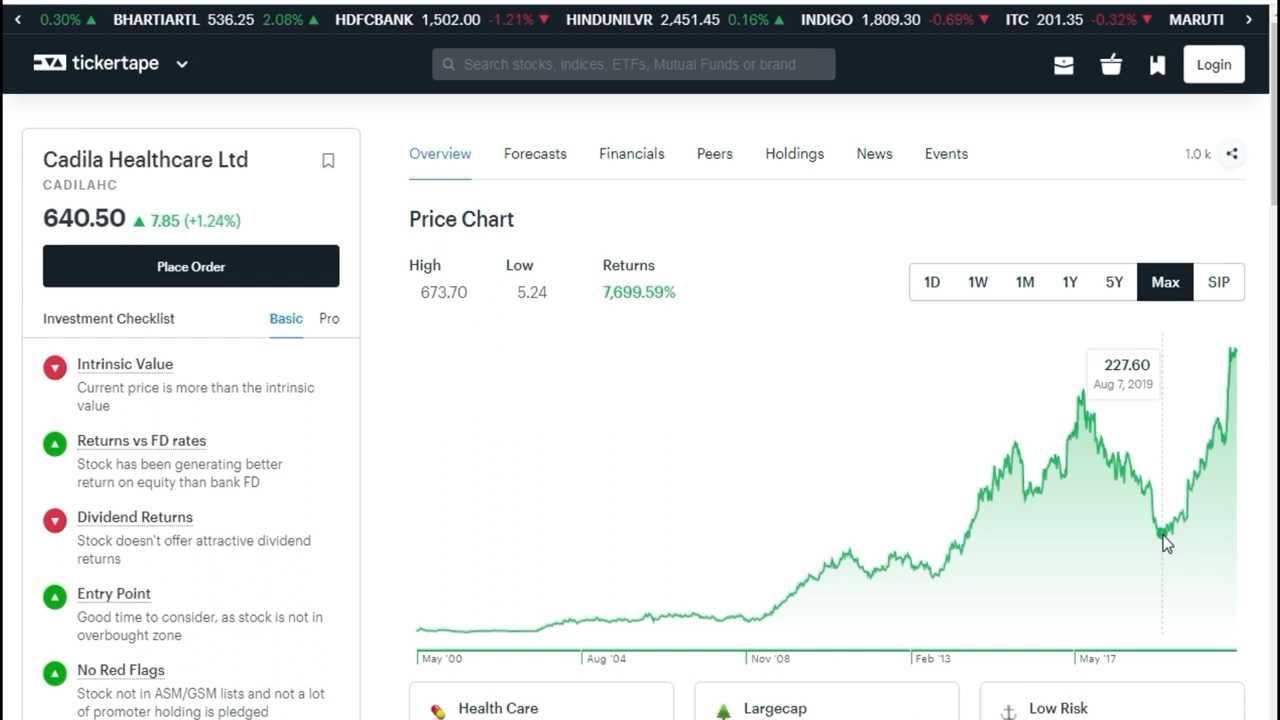 0.30% ▲ BHARTIARTL 536.25 2.08% ▲ HDFCBANK 1,502.00 -1.21% ▼ HINDUNILVR 2,451.45 0.16% ▲ INDIGO 1,809.30 -0.69% ▼ ITC 201.35 -0.32% ▼ MARUTI
tickertape
Search stocks, indices, ETFs, Mutual Funds or brand
Login
Cadila Healthcare Ltd
CADILAHC
640.50 ▲ 7.85 (+1.24%)
Place Order
Investment Checklist Basic Pro
Intrinsic Value
Current price is more than the intrinsic
value
Returns vs FD rates
Stock has been generating better
return on equity than bank FD
Dividend Returns
Stock doesn't offer attractive dividend
returns
Entry Point
Good time to consider, as stock is not in
overbought zone
No Red Flags
Stock not in ASM/GSM lists and not a lot
of promoter holding is pledged
Overview Forecasts Financials Peers Holdings News Events
1.0 k
Price Chart
High Low Returns
673.70 5.24 7,699.59%
1D 1W 1M 1Y 5Y Max SIP
227.60
Aug 7, 2019
May '00 Aug '04 Nov '08 Feb '13 May '17
Health Care Largecap Low Risk